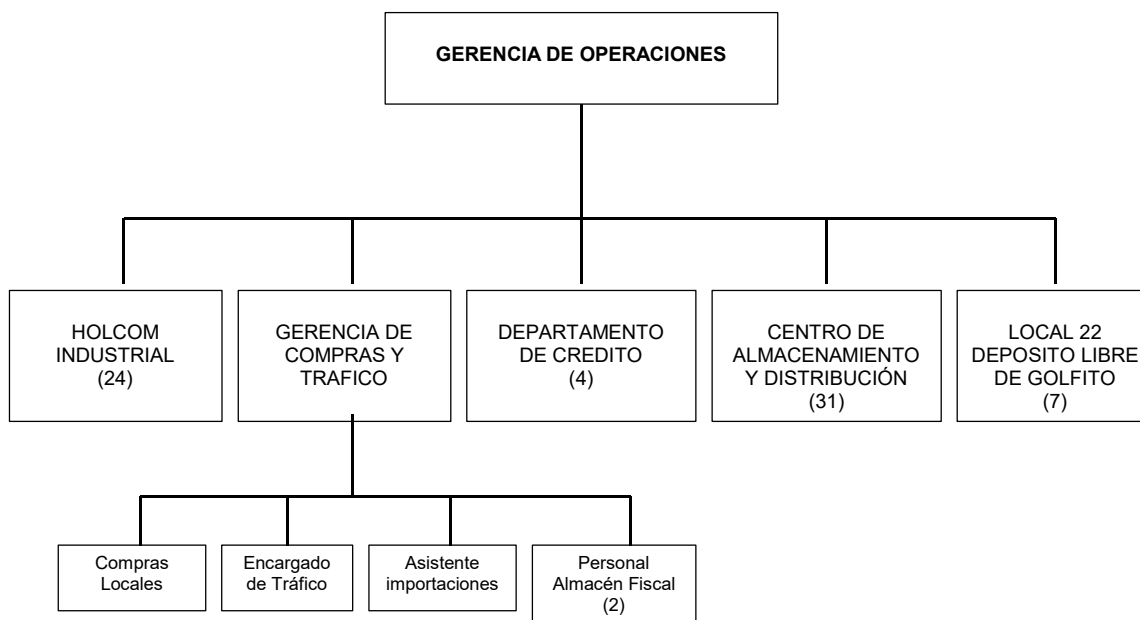 GERENCIA DE OPERACIONES
HOLCOM
INDUSTRIAL
(24)
GERENCIA DE
COMPRAS Y
TRAFICO
DEPARTAMENTO
DE CREDITO
(4)
CENTRO DE
ALMACENAMIENTO
Y DISTRIBUCIÓN
(31)
LOCAL 22
DEPOSITO LIBRE
DE GOLFITO
(7)
Compras
Locales
Encargado
de Tráfico
Asistente
importaciones
Personal
Almacén Fiscal
(2)